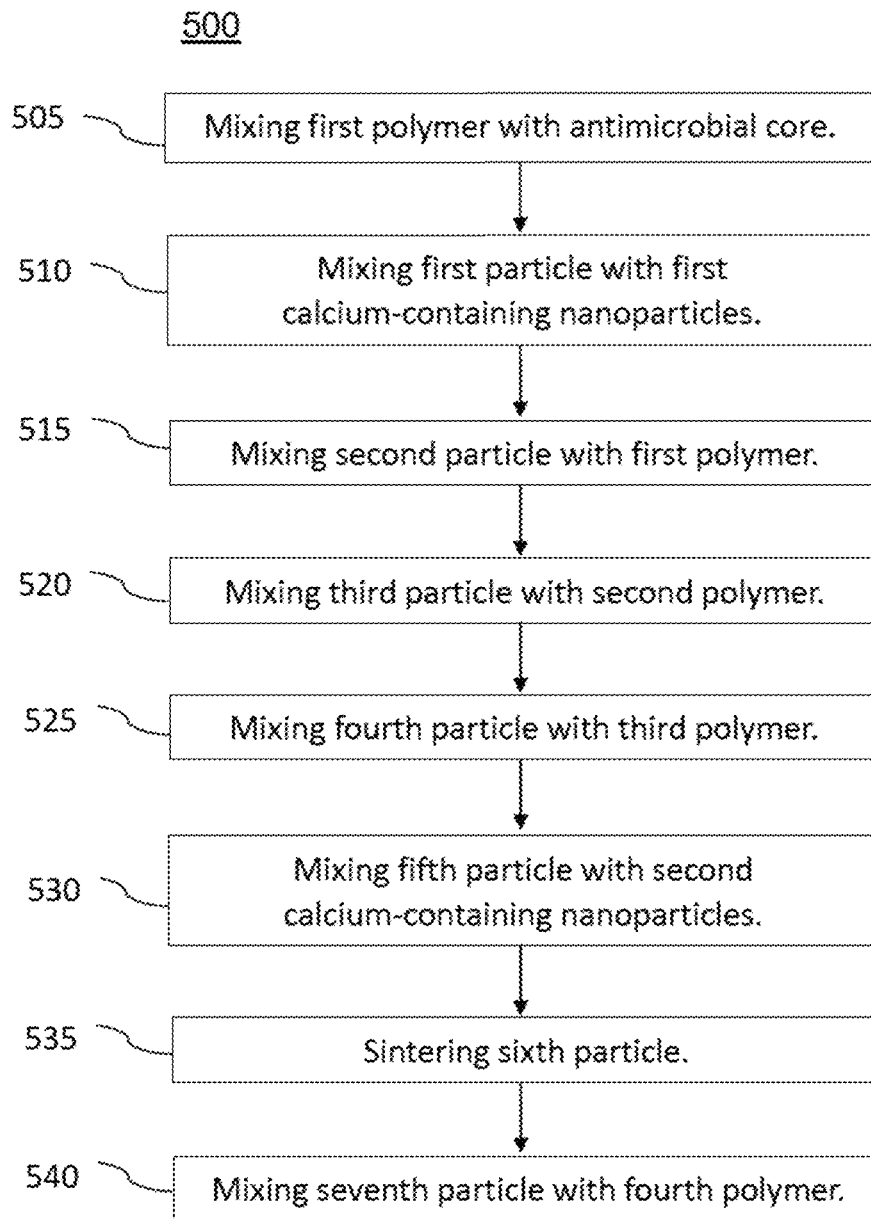 500
505
Mixing first polymer with antimicrobial core.
510
Mixing first particle with first
calcium-containing nanoparticles.
515
Mixing second particle with first polymer.
520
Mixing third particle with second polymer.
525
Mixing fourth particle with third polymer.
530
Mixing fifth particle with second
calcium-containing nanoparticles.
535
Sintering sixth particle.
540
Mixing seventh particle with fourth polymer.